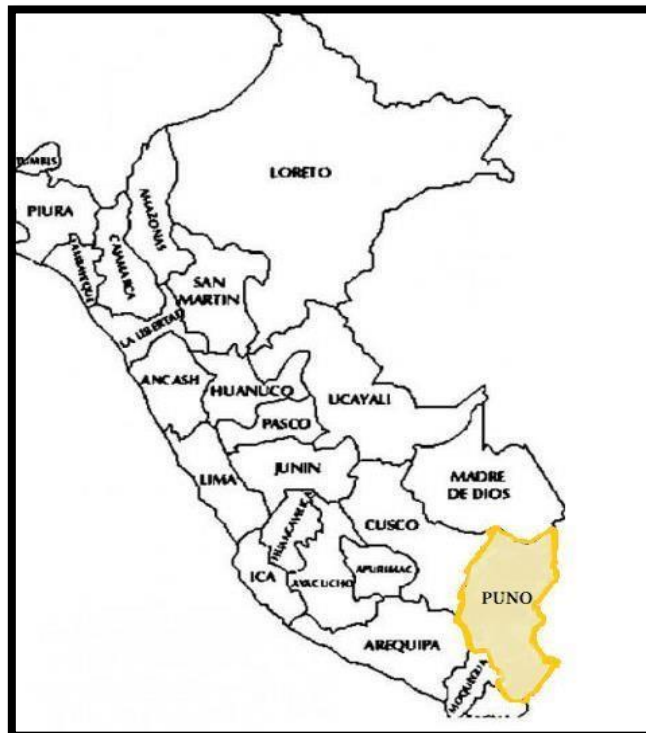 TUMBES
LORETO
PIURA
AMAZONAS
CAJAMARCA
LAMBAYEQUE
SAN
MARTIN
LA LIBERTAD
ANCASH
HUANUCO
UCAYALI
PASCO
LIMA
JUNIN
MADRE
DE DIOS
HUANCAVELICA
CUSCO
ICA
AYACUCHO
APURIMAC
PUNO
AREQUIPA
MOQUEGUA